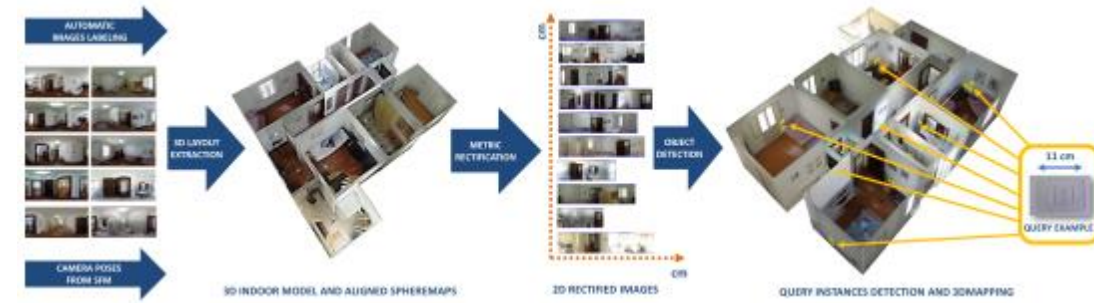 AUTOMATIC
IMAGES LABELING
3D LAYOUT
EXTRACTION
CAMERA POSES
FROM SFM
3D INDOOR MODEL AND ALIGNED SPHEREMAPS
METRIC
RECTIFICATION
cm
cm
2D RECTIFIED IMAGES
OBJECT
DETECTION
11 cm
QUERY EXAMPLE
QUERY INSTANCES DETECTION AND 3DMAPPING